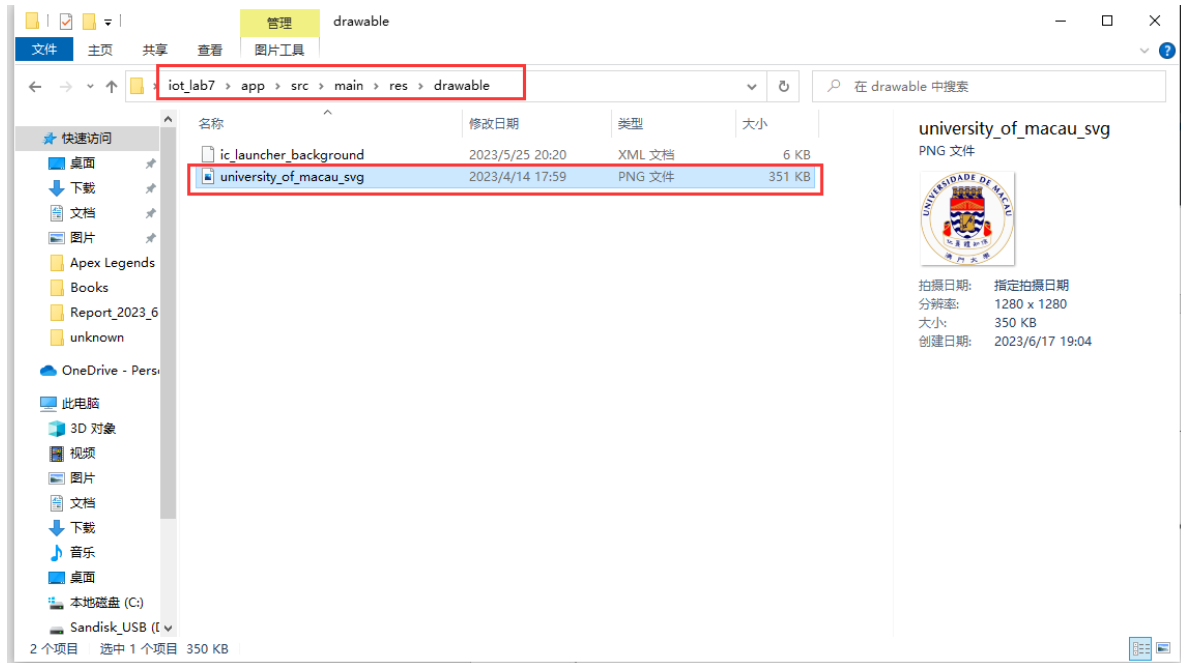 管理 drawable
文件 主页 共享 查看 图片工具
iot_lab7 › app › src › main › res › drawable 在 drawable 中搜索
名称 修改日期 类型 大小
ic_launcher_background 2023/5/25 20:20 XML 文档 6 KB
university_of_macau_svg 2023/4/14 17:59 PNG 文件 351 KB
快速访问
桌面
下载
文档
图片
Apex Legends
Books
Report_2023_6
unknown
OneDrive - Pers
此电脑
3D 对象
视频
图片
文档
下载
音乐
桌面
本地磁盘 (C:)
Sandisk_USB (
university_of_macau_svg
PNG 文件
UNIVERSIDADE DE MACAU
澳門大學
拍摄日期: 指定拍摄日期
分辨率: 1280 x 1280
大小: 350 KB
创建日期: 2023/6/17 19:04
2 个项目 选中 1 个项目 350 KB